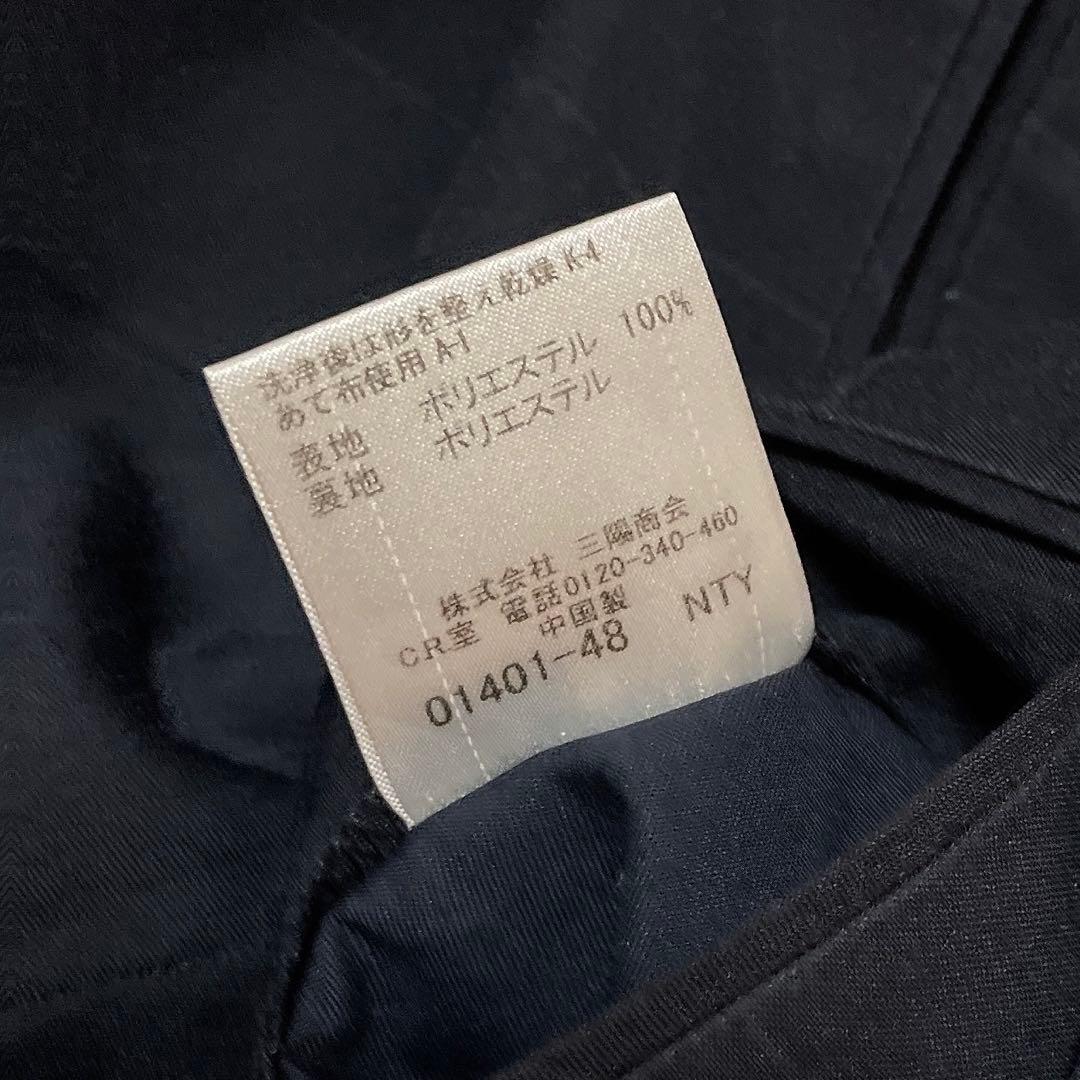 洗浄後は形を整え乾燥 K-4
あて布使用 A-1
表地 ポリエステル 100%
裏地 ポリエステル
株式会社 三陽商会
CR室 電話0120-340-460
中国製
01401-48 NTY